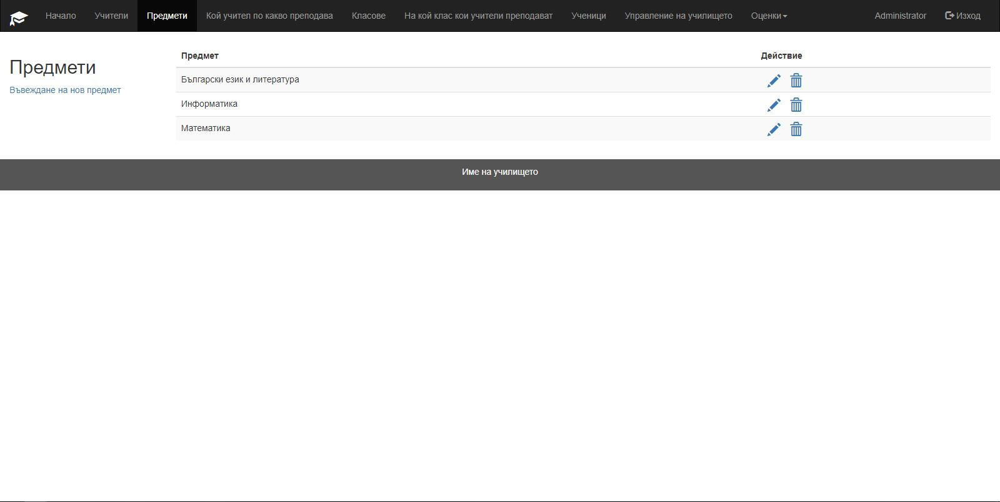 Начало Учители Предмети Кой учител по какво преподава Класове На кой клас кои учители преподават Ученици Управление на училището Оценки Administrator Изход
Предмети
Въвеждане на нов предмет
Предмет Действие
Български език и литература
Информатика
Математика
Име на училището